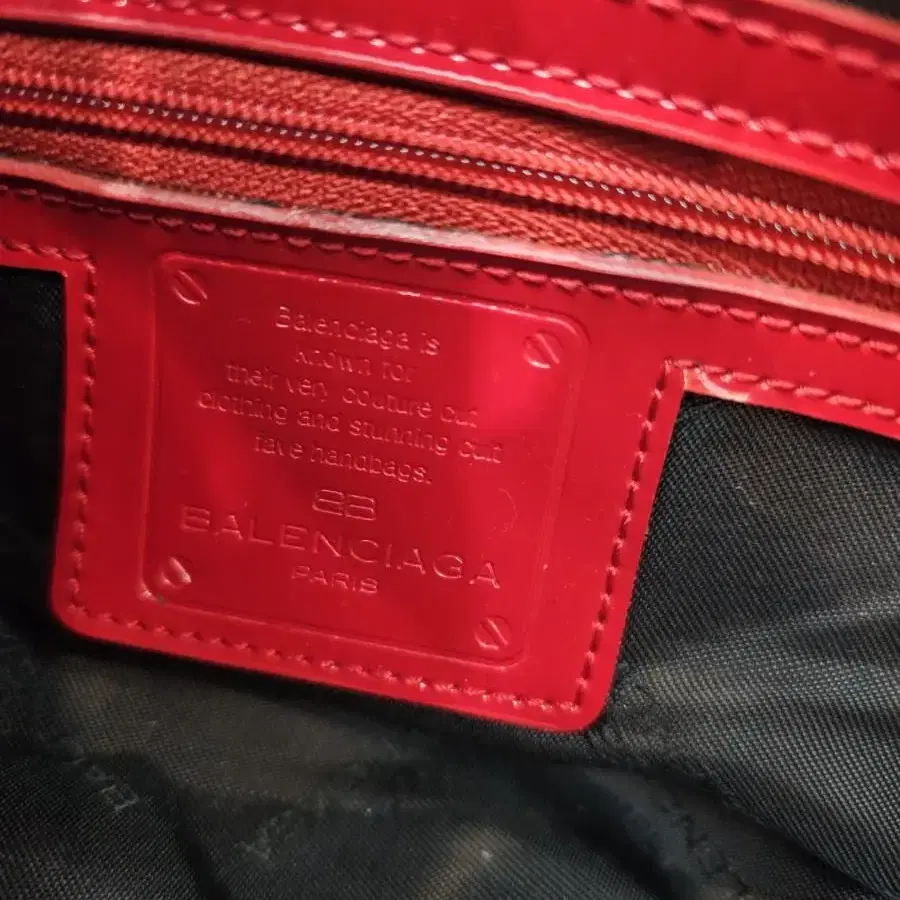 Balenciaga is
known for
their very couture cut
clothing and stunning cult
fave handbags.
BB
BALENCIAGA
PARIS